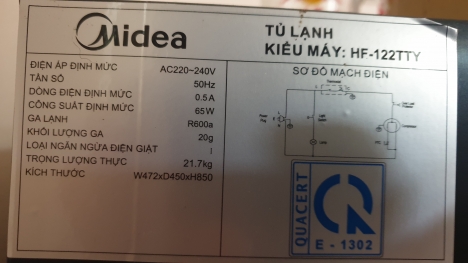 Midea
TỦ LẠNH
KIỂU MÁY: HF-122TTY
ĐIỆN ÁP ĐỊNH MỨC AC220~240V
TẦN SỐ 50Hz
DÒNG ĐIỆN ĐỊNH MỨC 0.5A
CÔNG SUẤT ĐỊNH MỨC 65W
GA LẠNH R600a
KHỐI LƯỢNG GA 20g
LOẠI NGĂN NGỪA ĐIỆN GIẬT I
TRỌNG LƯỢNG THỰC 21.7kg
KÍCH THƯỚC W472xD450xH850
SƠ ĐỒ MẠCH ĐIỆN
QUACERT
E - 1302